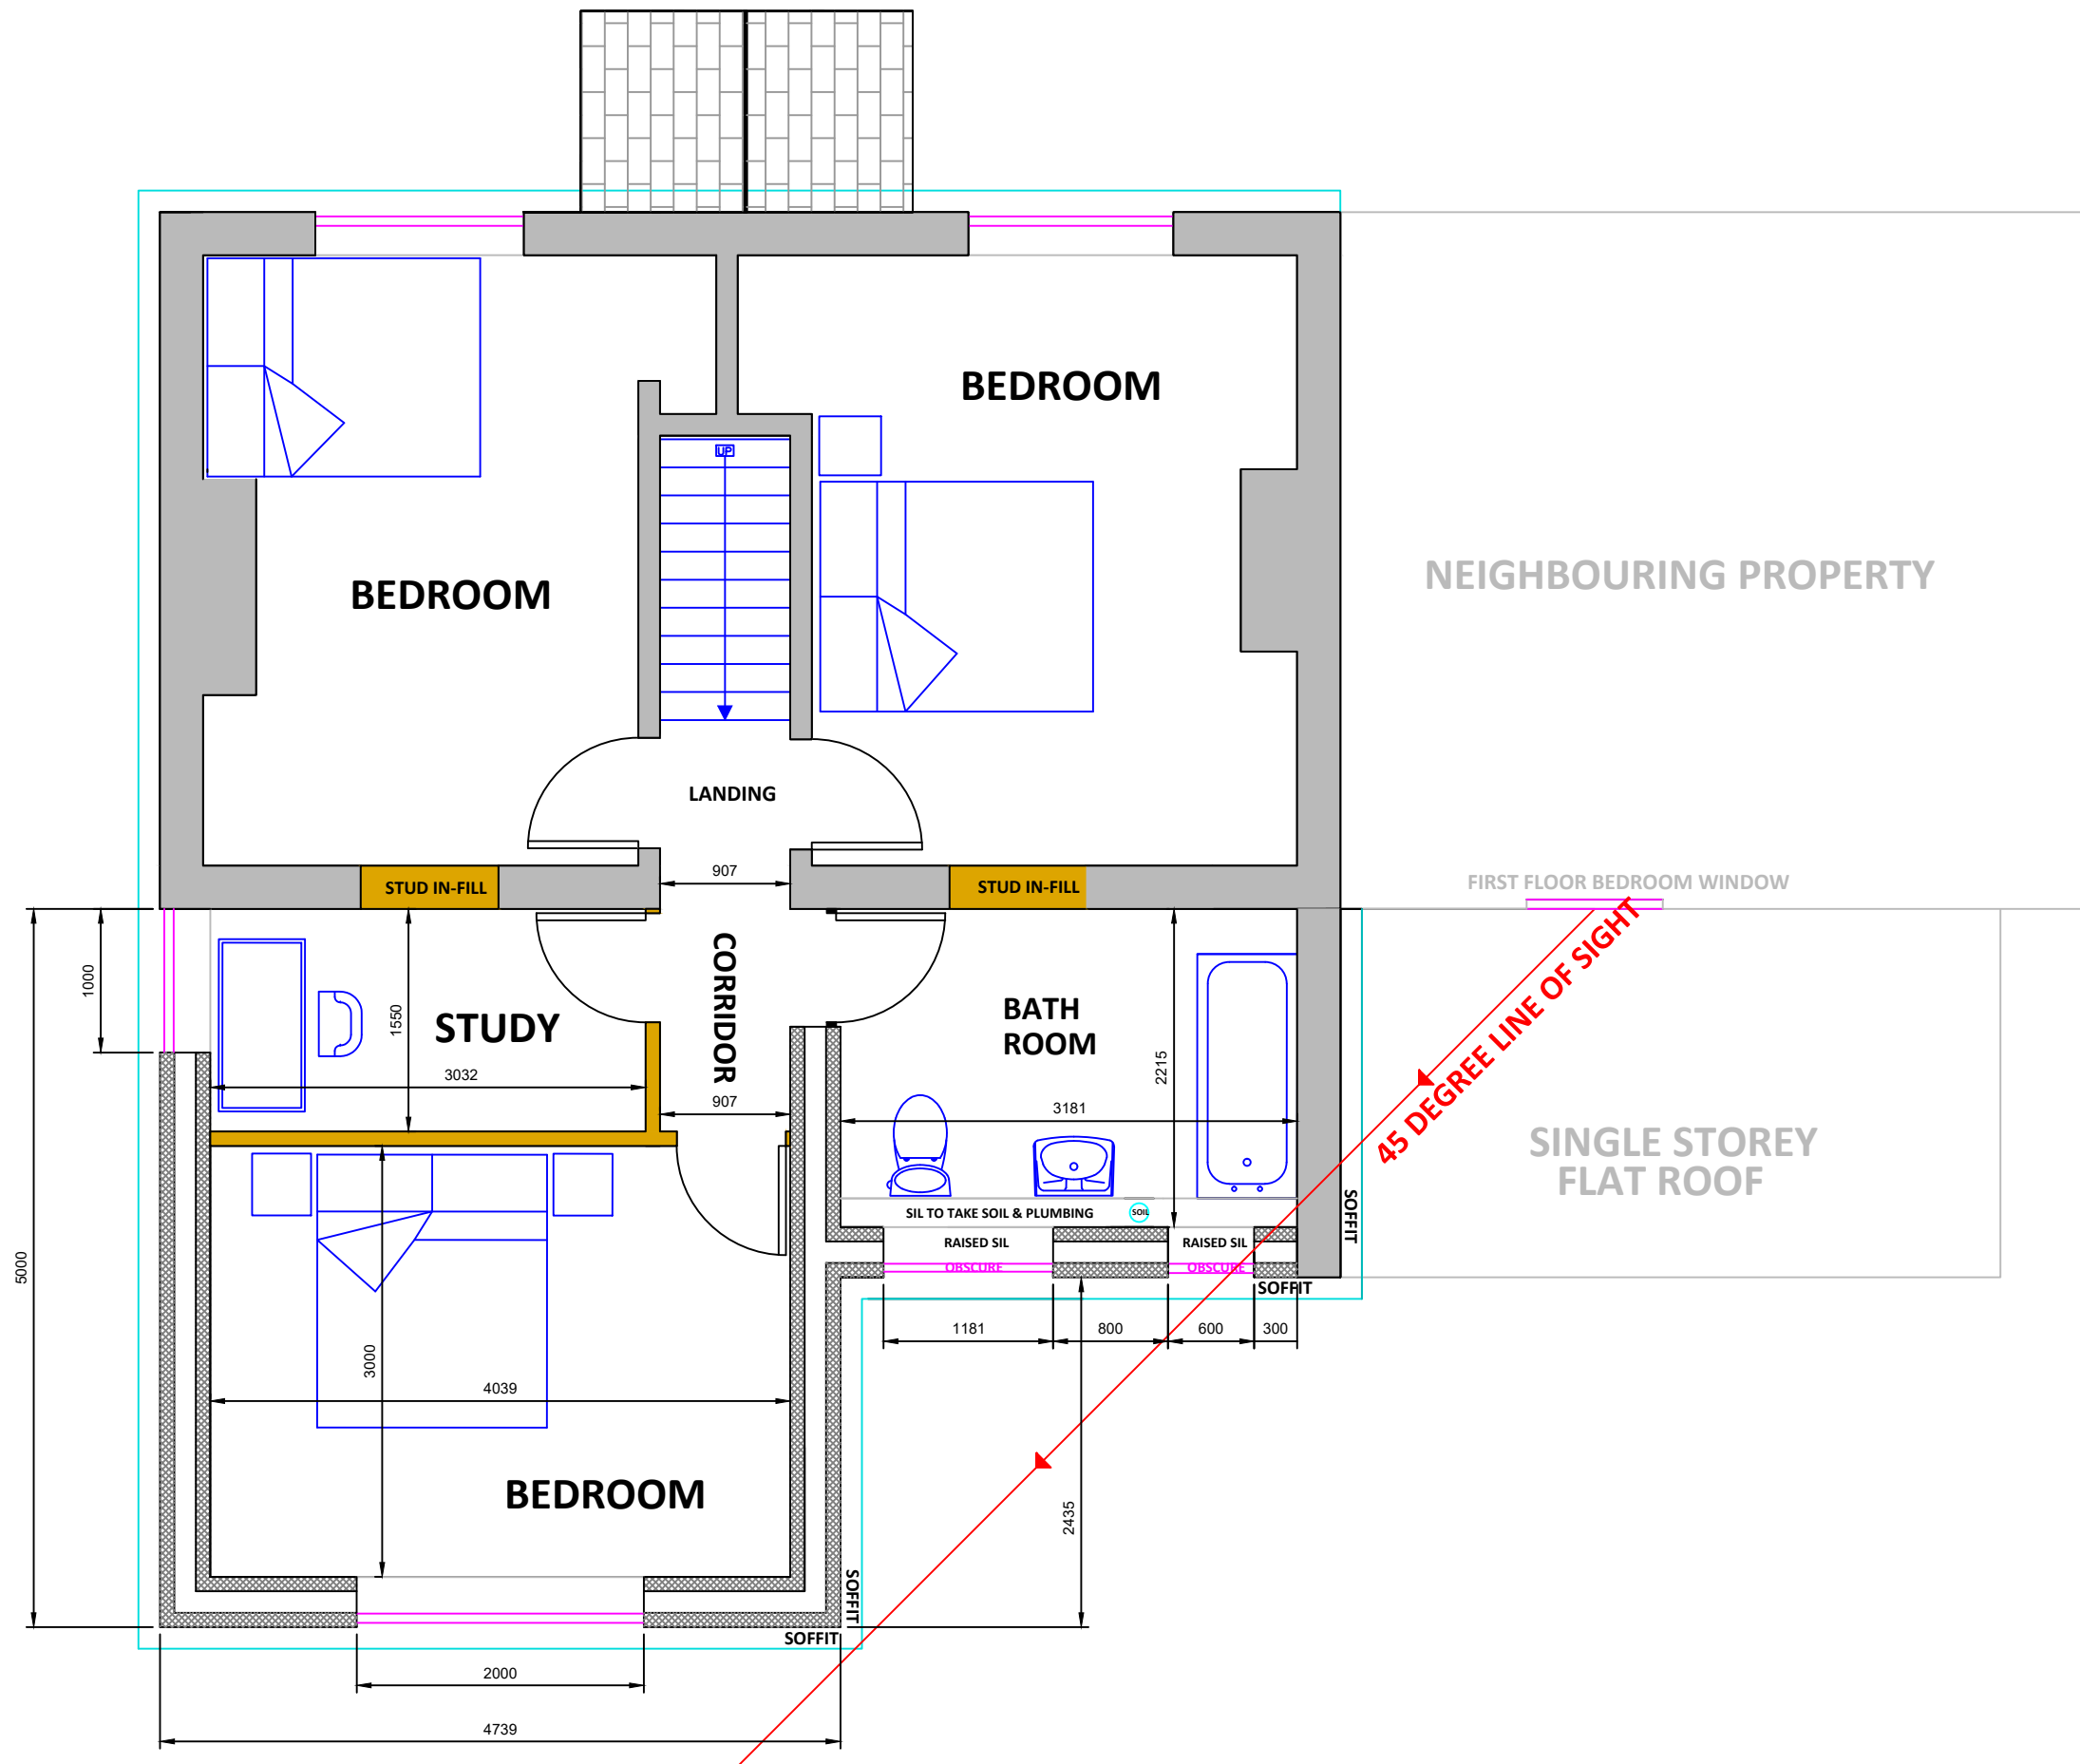 BEDROOM
UP
BEDROOM
NEIGHBOURING PROPERTY
LANDING
907
STUD IN-FILL
STUD IN-FILL
FIRST FLOOR BEDROOM WINDOW
1000
1550
STUDY
3032
CORRIDOR
907
BATH
ROOM
2215
3181
45 DEGREE LINE OF SIGHT
SINGLE STOREY
FLAT ROOF
SIL TO TAKE SOIL & PLUMBING
SOIL
SOFFIT
RAISED SIL
RAISED SIL
OBSCURE
OBSCURE
SOFFIT
5000
3000
1181
800
600
300
4039
BEDROOM
2435
SOFFIT
SOFFIT
2000
4739